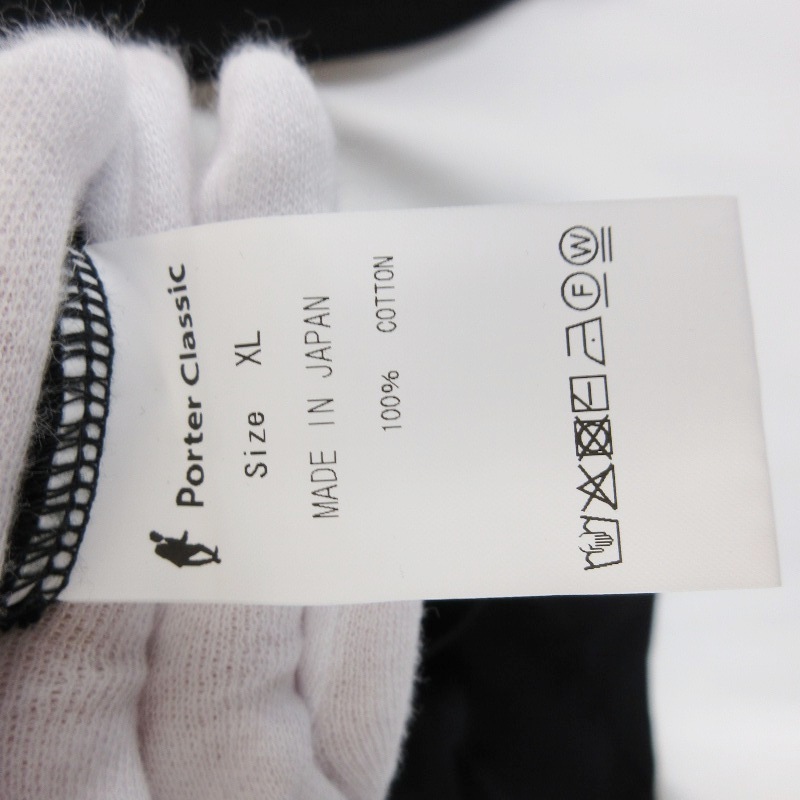 Porter Classic
Size XL
MADE IN JAPAN
100% COTTON
F W